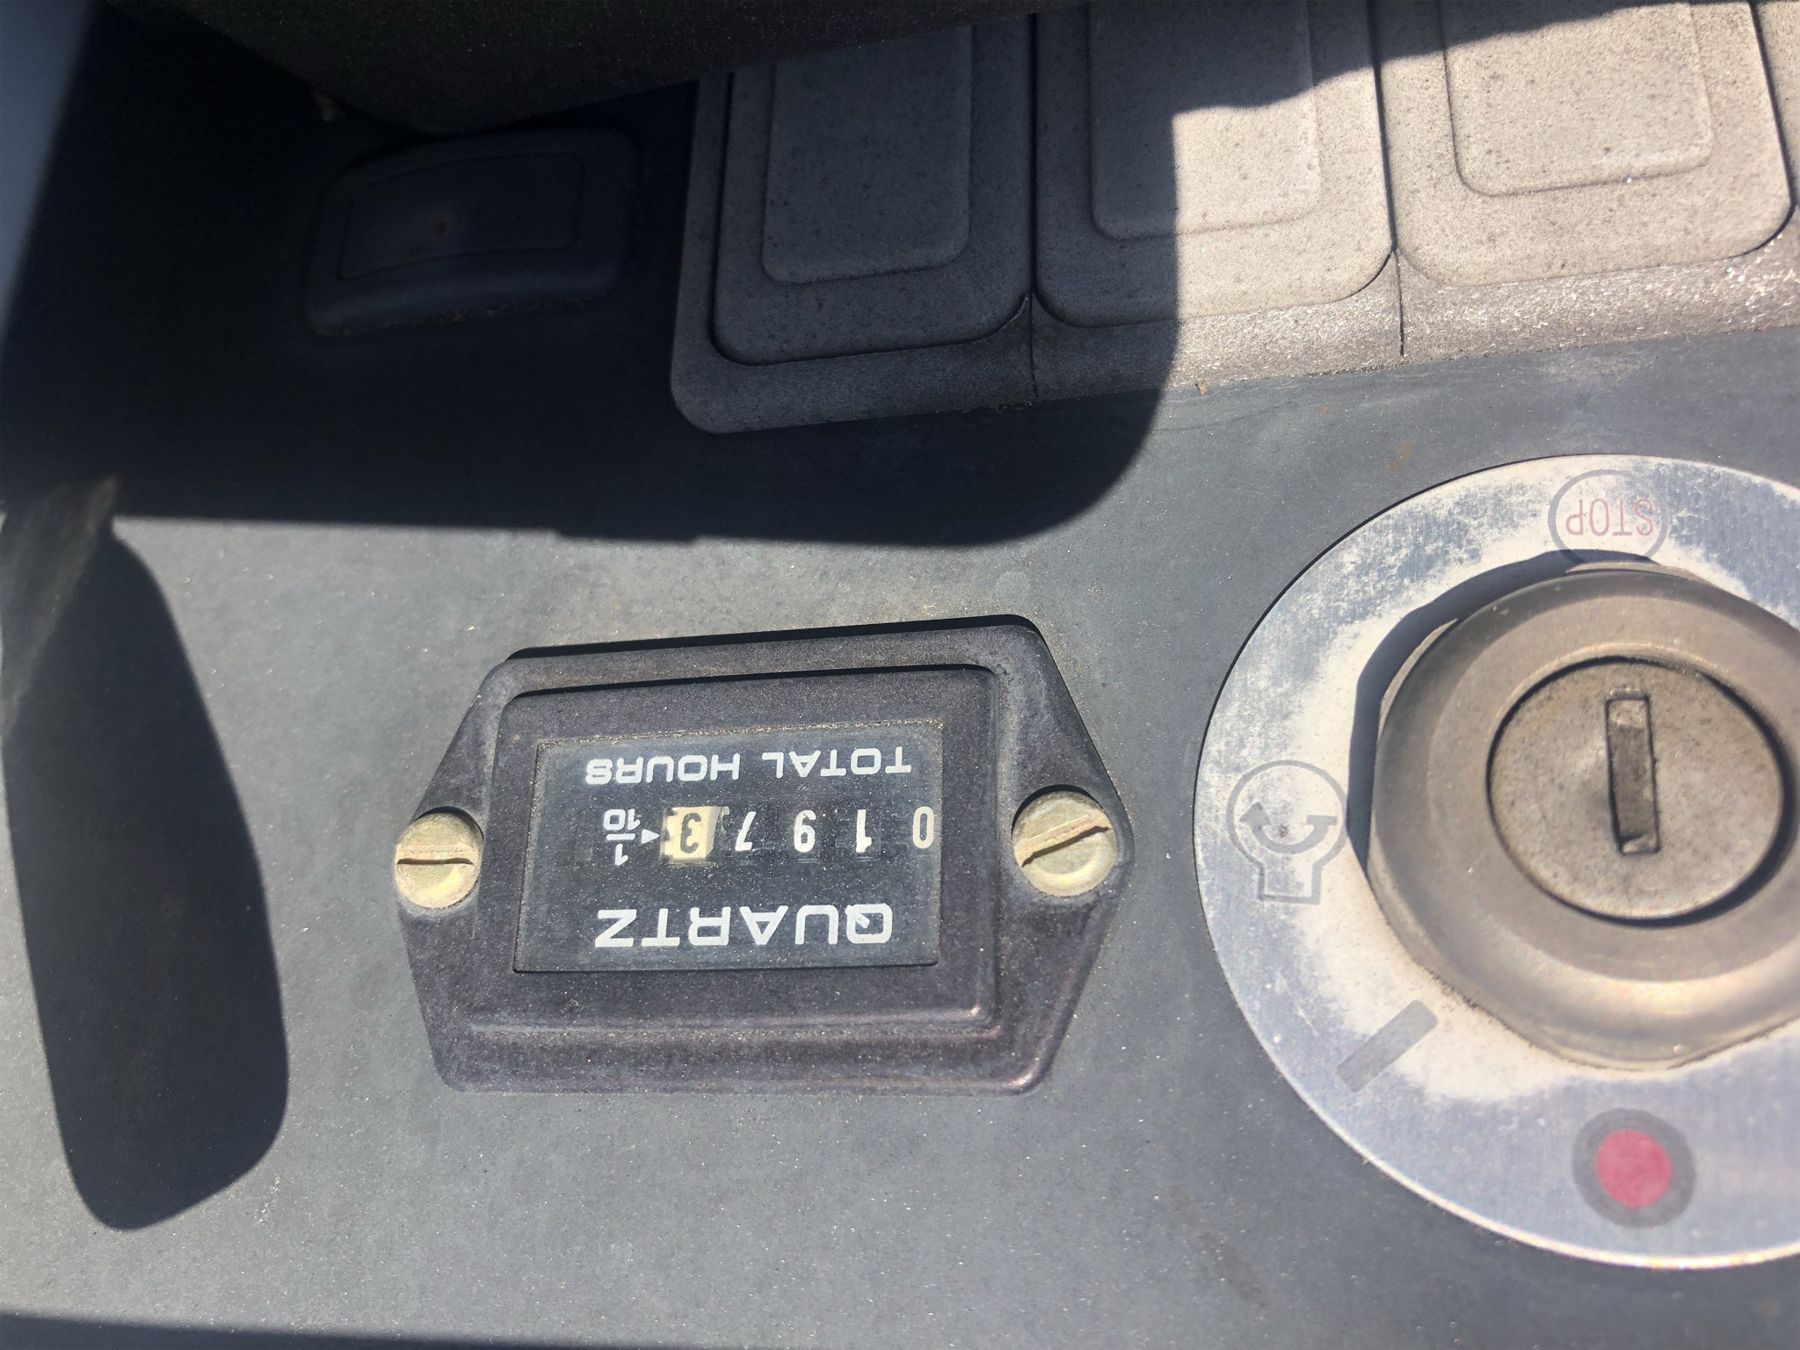 QUARTZ
0 1 9 7 3 ◄ 1/10
TOTAL HOURS
STOP